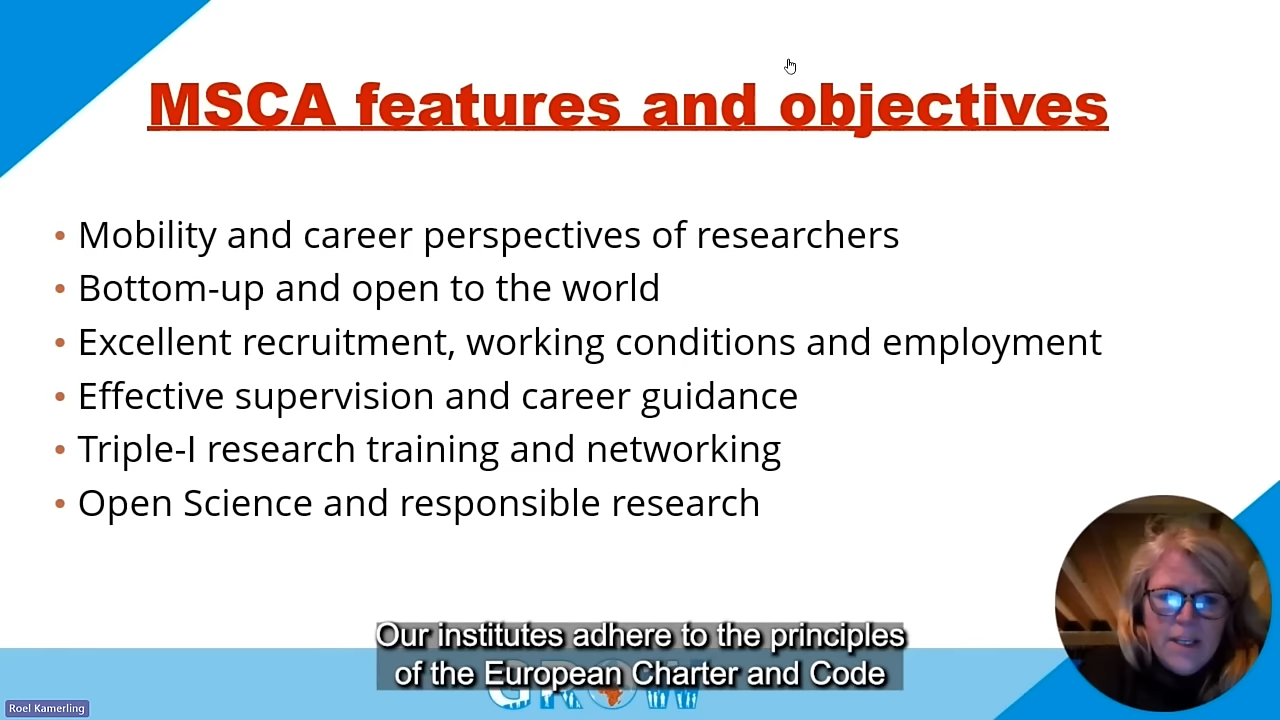 MSCA features and objectives
• Mobility and career perspectives of researchers
• Bottom-up and open to the world
• Excellent recruitment, working conditions and employment
• Effective supervision and career guidance
• Triple-I research training and networking
• Open Science and responsible research
Our institutes adhere to the principles
of the European Charter and Code
GROW
Roel Kamerling